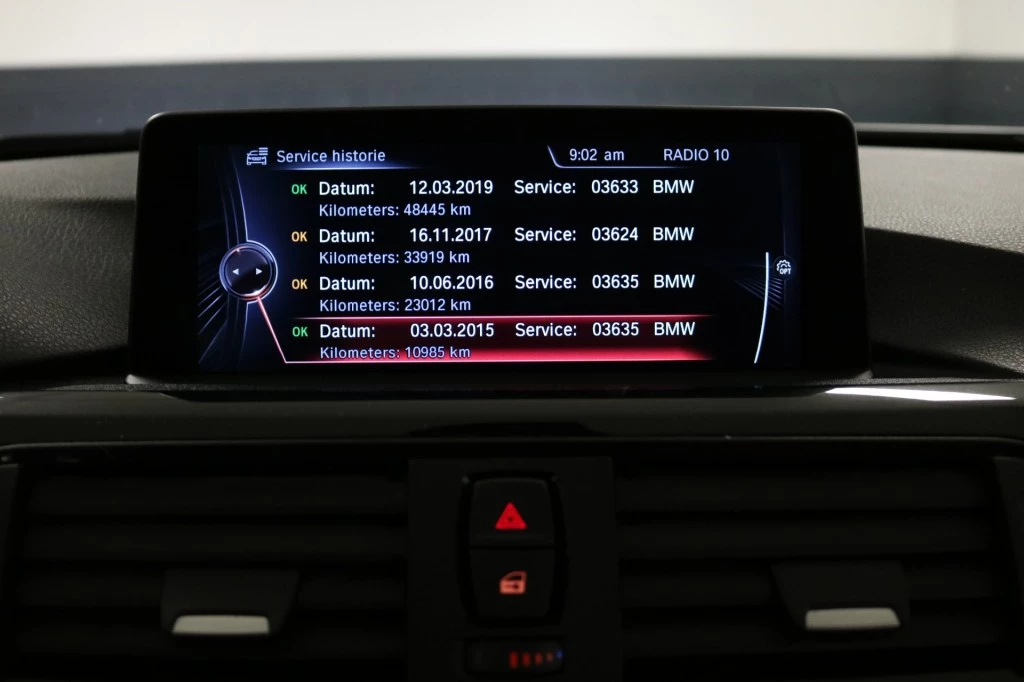 Service historie 9:02 am RADIO 10
OK Datum: 12.03.2019 Service: 03633 BMW
Kilometers: 48445 km
OK Datum: 16.11.2017 Service: 03624 BMW
Kilometers: 33919 km
OK Datum: 10.06.2016 Service: 03635 BMW
Kilometers: 23012 km
OK Datum: 03.03.2015 Service: 03635 BMW
Kilometers: 10985 km
OPT